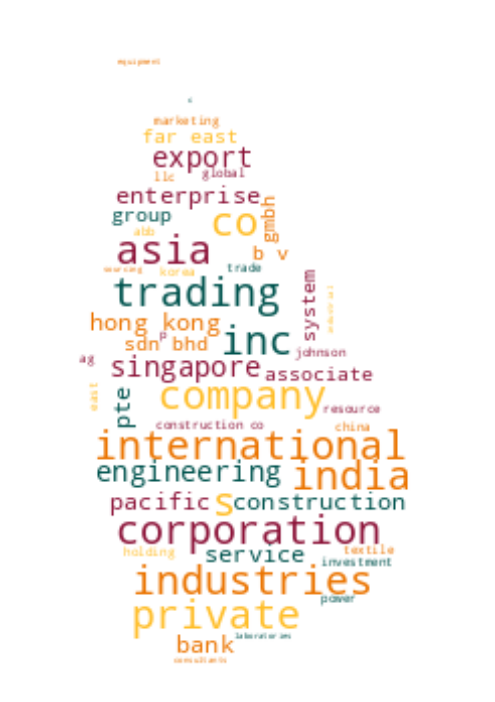 equipment
c
marketing
far east
export
llc global
enterprise
group co gmbh
abb
asia b v
sourcing korea trade
trading system industrial
hong kong
p
sdn bhd inc
ag johnson
singapore associate
east pte company
resource
construction co china
international
engineering india
pacific s construction
corporation
holding service textile
investment
industries
power
private
laboratories
bank
consultants